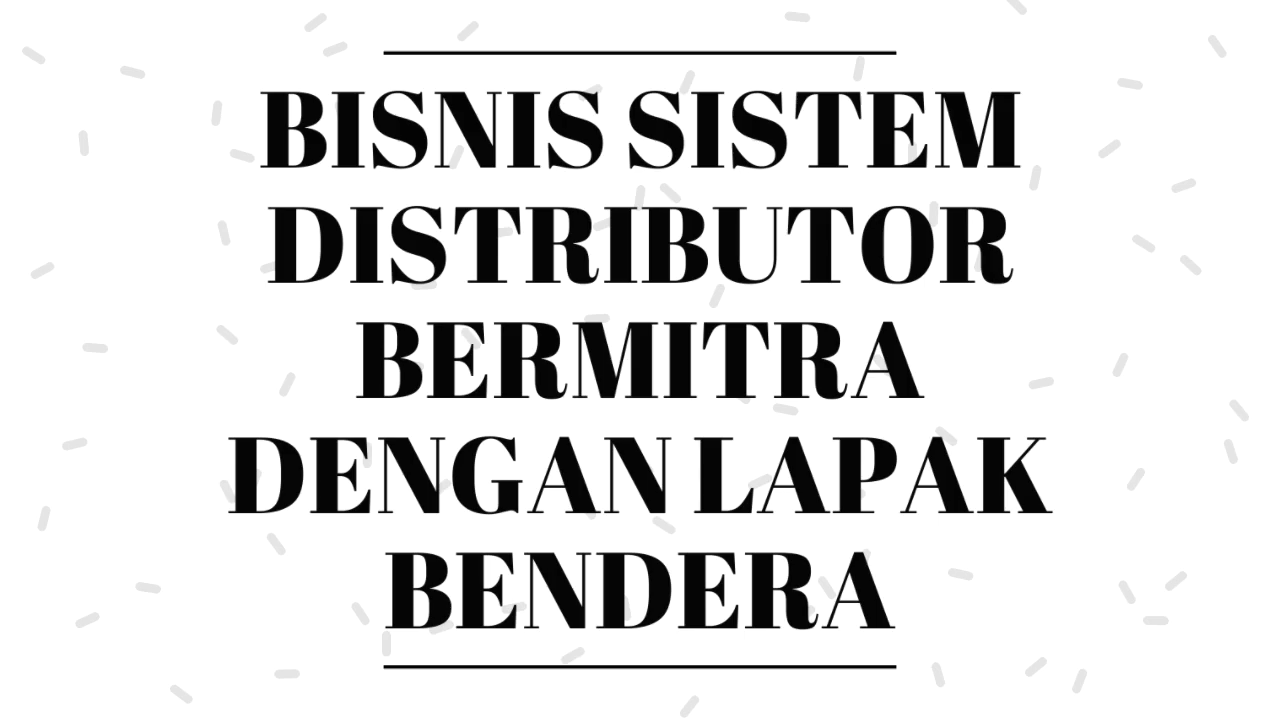 BISNIS SISTEM
DISTRIBUTOR
BERMITRA
DENGAN LAPAK
BENDERA